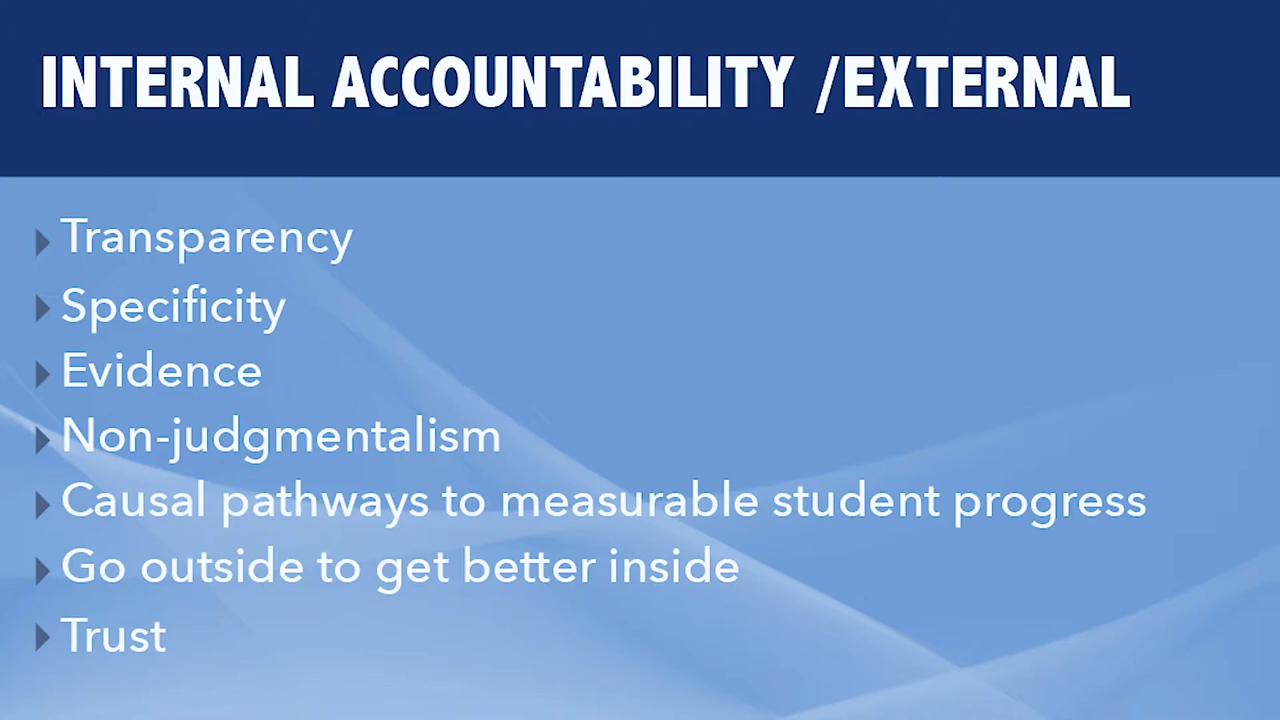 INTERNAL ACCOUNTABILITY /EXTERNAL
Transparency
Specificity
Evidence
Non-judgmentalism
Causal pathways to measurable student progress
Go outside to get better inside
Trust